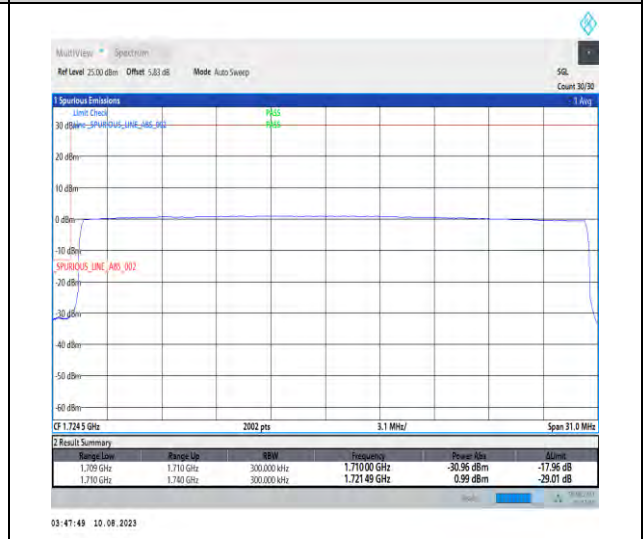 MultiView Spectrum
Ref Level 25.00 dBm Offset 5.83 dB Mode Auto Sweep SGL
Count 30/30
1 Spurious Emissions 1 Avg
Limit Check PASS
30 dBm Line _SPURIOUS_LINE_ABS_002 PASS
20 dBm
10 dBm
0 dBm
-10 dBm
_SPURIOUS_LINE_ABS_002
-20 dBm
-30 dBm
-40 dBm
-50 dBm
-60 dBm
CF 1.7245 GHz 2002 pts 3.1 MHz/ Span 31.0 MHz
2 Result Summary
Range Low Range Up RBW Frequency Power Abs ΔLimit
1.709 GHz 1.710 GHz 300.000 kHz 1.71000 GHz -30.96 dBm -17.96 dB
1.710 GHz 1.740 GHz 300.000 kHz 1.72149 GHz 0.99 dBm -29.01 dB
03:47:49 10.08.2023